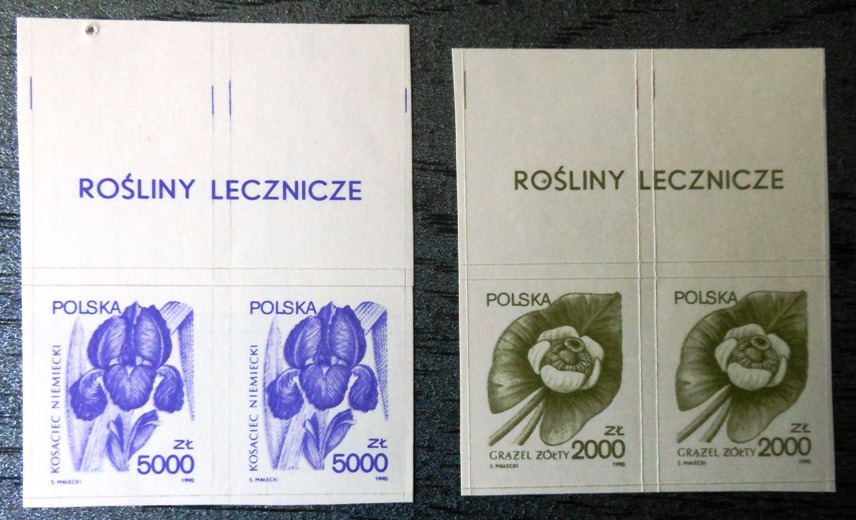 ROŚLINY LECZNICZE
POLSKA
KOSACIEC NIEMIECKI
ZŁ
5000
S. MAŁECKI
1990
POLSKA
KOSACIEC NIEMIECKI
ZŁ
5000
S. MAŁECKI
1990
ROŚLINY LECZNICZE
POLSKA
ZŁ
GRĄŻEL ŻÓŁTY 2000
S. MAŁECKI
1990
POLSKA
ZŁ
GRĄŻEL ŻÓŁTY 2000
S. MAŁECKI
1990